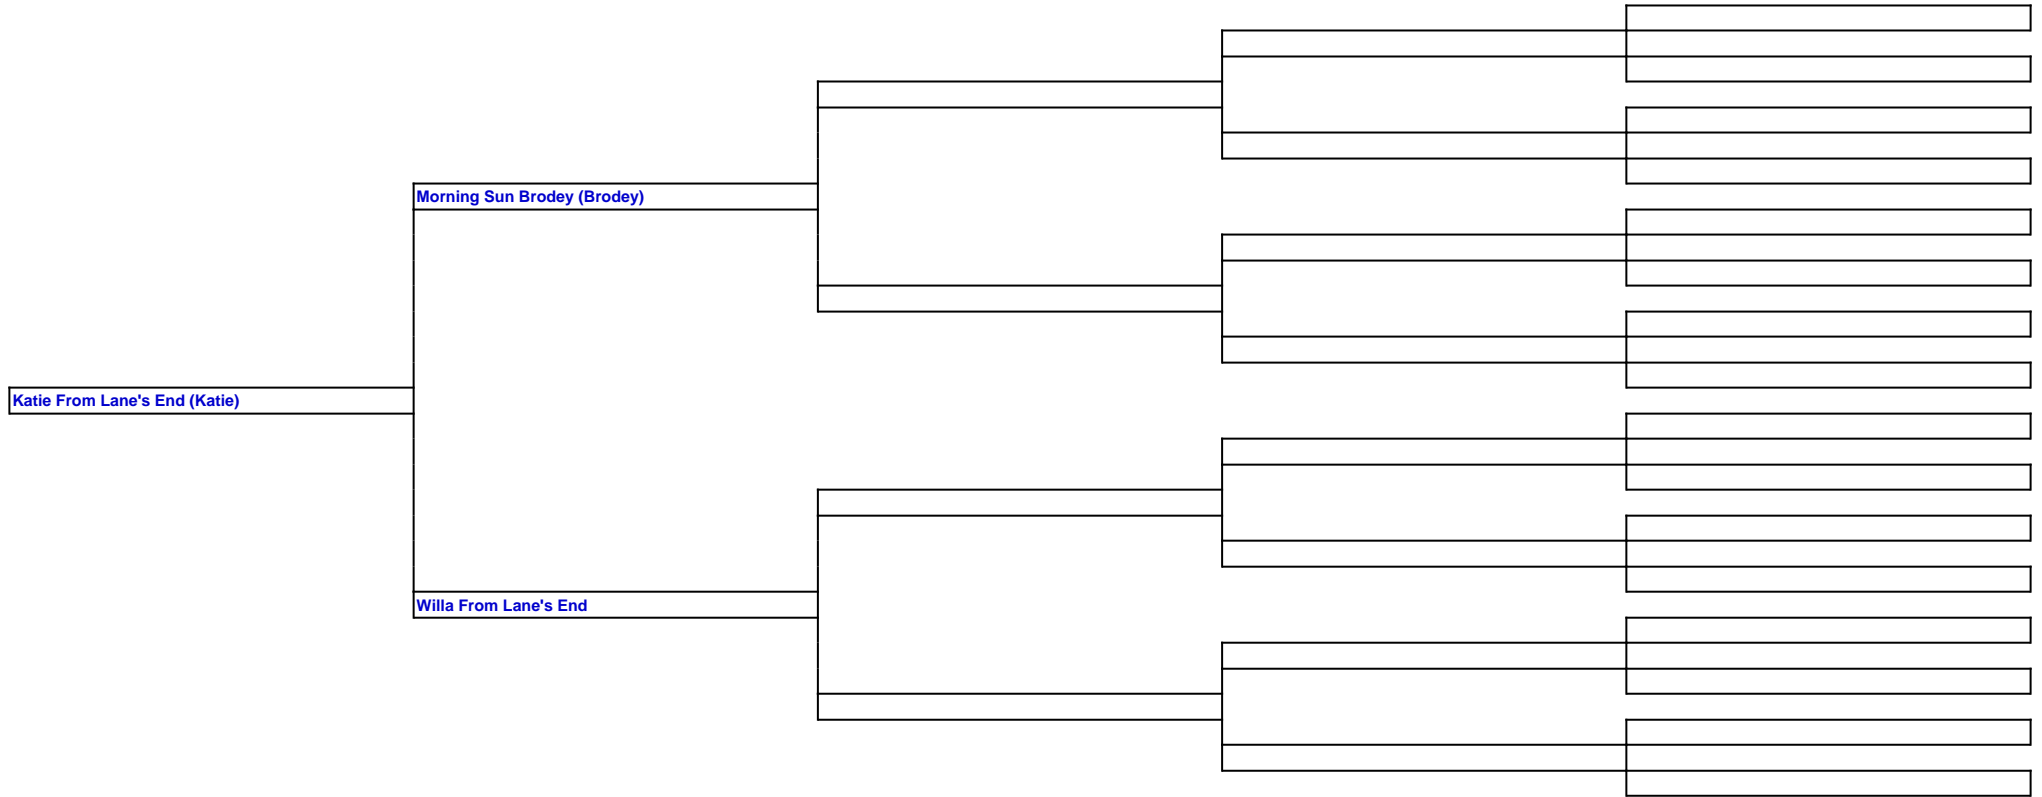 Morning Sun Brodey (Brodey)
Katie From Lane's End (Katie)
Willa From Lane's End